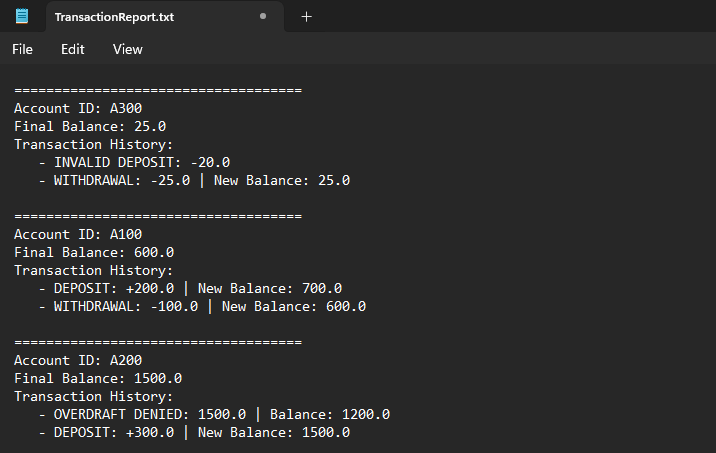 TransactionReport.txt
File Edit View
====================================
Account ID: A300
Final Balance: 25.0
Transaction History:
   - INVALID DEPOSIT: -20.0
   - WITHDRAWAL: -25.0 | New Balance: 25.0
====================================
Account ID: A100
Final Balance: 600.0
Transaction History:
   - DEPOSIT: +200.0 | New Balance: 700.0
   - WITHDRAWAL: -100.0 | New Balance: 600.0
====================================
Account ID: A200
Final Balance: 1500.0
Transaction History:
   - OVERDRAFT DENIED: 1500.0 | Balance: 1200.0
   - DEPOSIT: +300.0 | New Balance: 1500.0